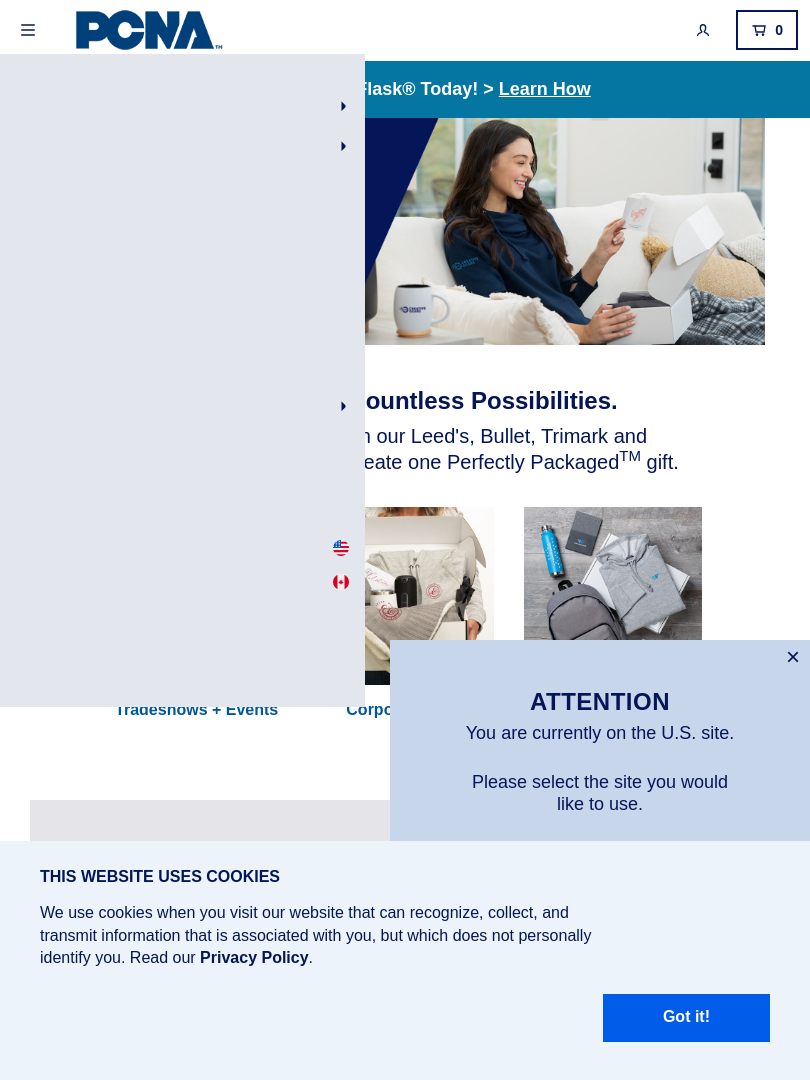 PCNA™
0
Flask® Today! > Learn How
ountless Possibilities.
n our Leed's, Bullet, Trimark and
eate one Perfectly Packaged™ gift.
Tradeshows + Events
Corpo
ATTENTION
You are currently on the U.S. site.
Please select the site you would
like to use.
THIS WEBSITE USES COOKIES
We use cookies when you visit our website that can recognize, collect, and
transmit information that is associated with you, but which does not personally
identify you. Read our Privacy Policy.
Got it!